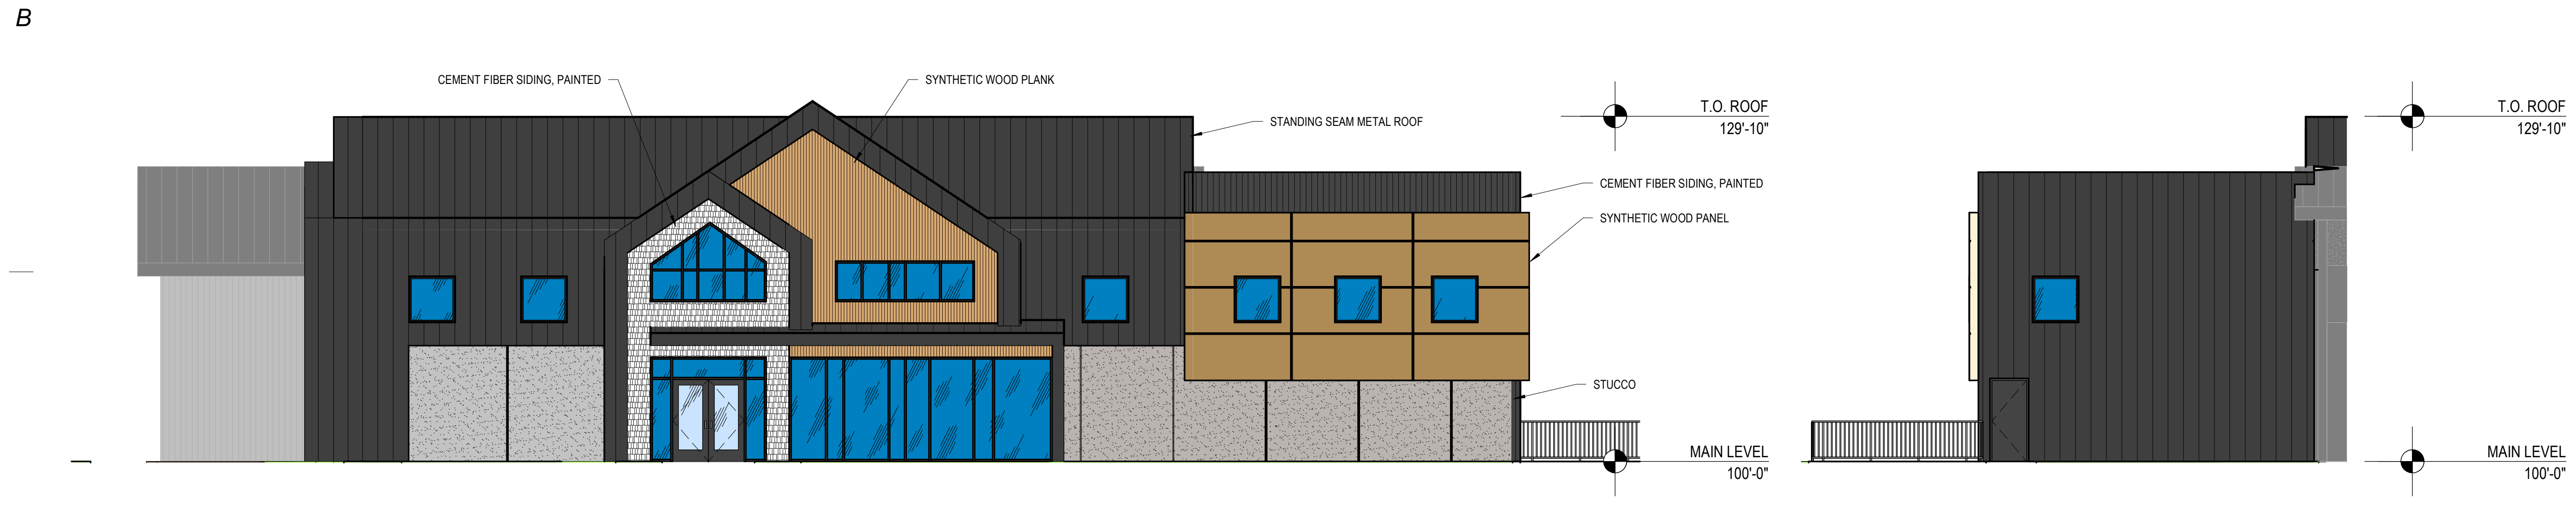 B
CEMENT FIBER SIDING, PAINTED
SYNTHETIC WOOD PLANK
STANDING SEAM METAL ROOF
T.O. ROOF
129'-10"
CEMENT FIBER SIDING, PAINTED
SYNTHETIC WOOD PANEL
STUCCO
MAIN LEVEL
100'-0"
T.O. ROOF
129'-10"
MAIN LEVEL
100'-0"